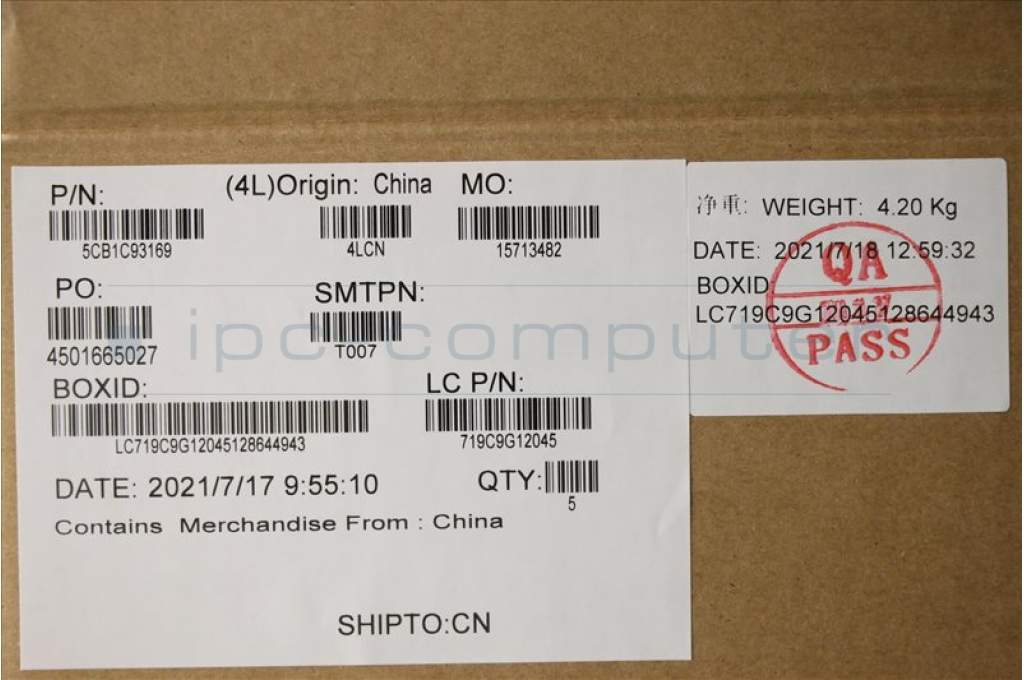 P/N: (4L)Origin: China MO:
5CB1C93169 4LCN 15713482
PO: SMTPN:
4501665027 T007
BOXID: LC P/N:
LC719C9G12045128644943 719C9G12045
DATE: 2021/7/17 9:55:10 QTY:
5
Contains Merchandise From : China
SHIPTO:CN
净重: WEIGHT: 4.20 Kg
DATE: 2021/7/18 12:59:32
BOXID:
LC719C9G12045128644943
QA
PASS
ipc computer